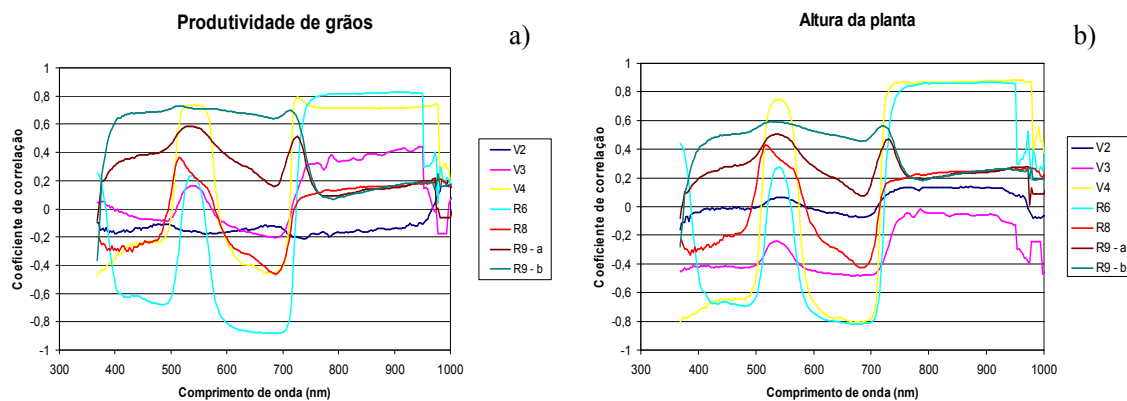 Produtividade de grãos
a)
Coeficiente de correlação
1
0,8
0,6
0,4
0,2
0
-0,2
-0,4
-0,6
-0,8
-1
300 400 500 600 700 800 900 1000
Comprimento de onda (nm)
V2
V3
V4
R6
R8
R9 - a
R9 - b
Altura da planta
b)
Coeficiente de correlação
1
0,8
0,6
0,4
0,2
0
-0,2
-0,4
-0,6
-0,8
-1
300 400 500 600 700 800 900 1000
Comprimento de onda (nm)
V2
V3
V4
R6
R8
R9 - a
R9 - b